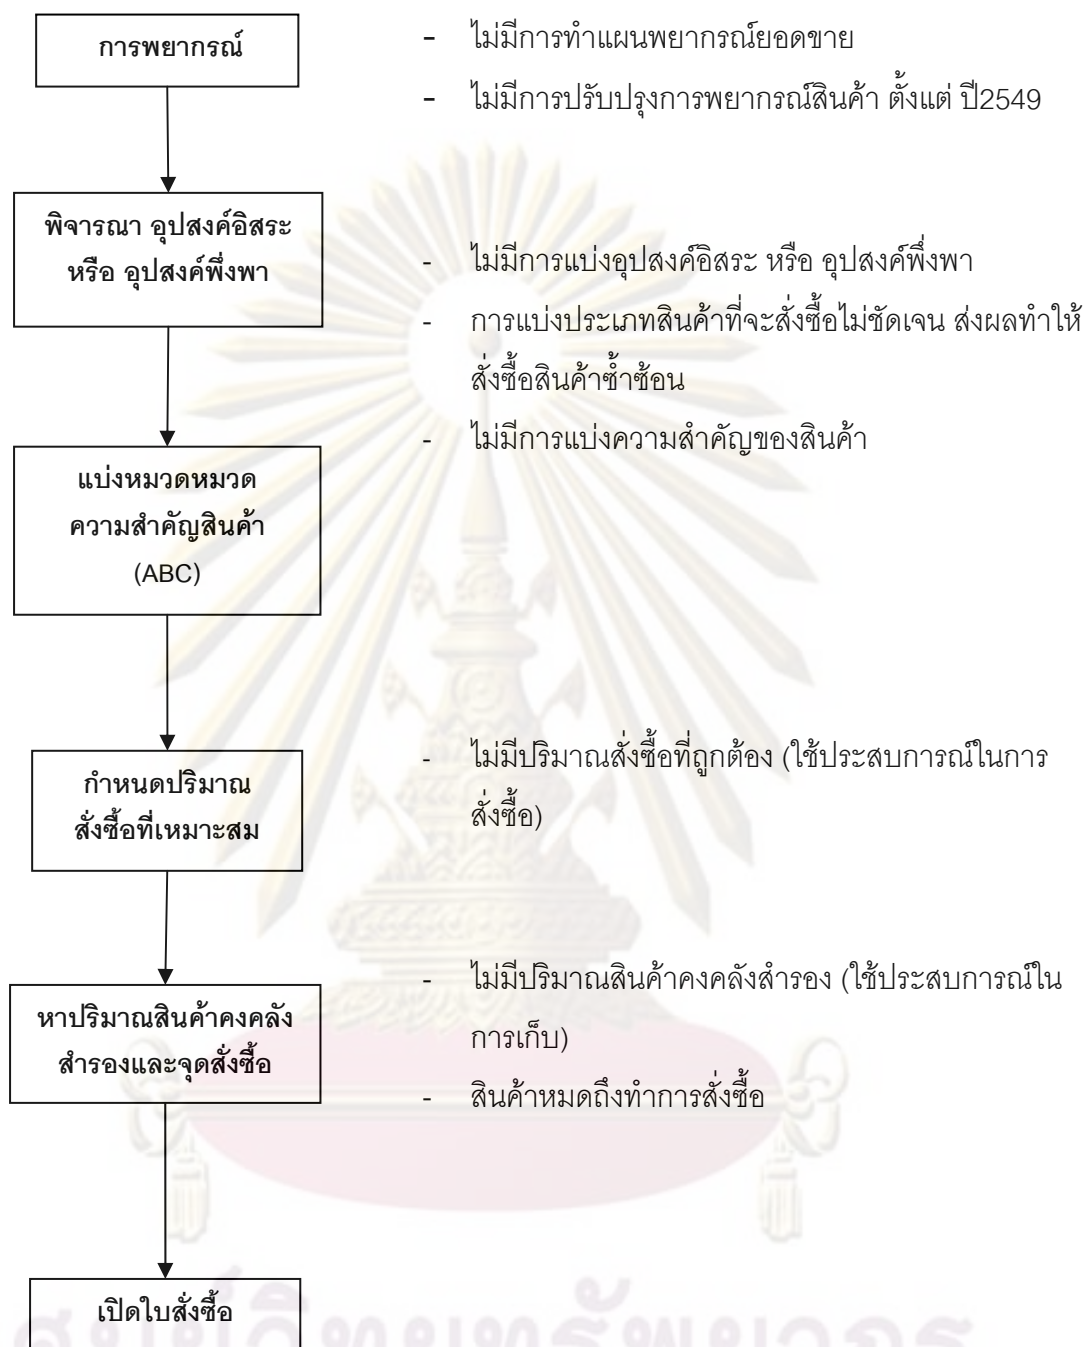 การพยากรณ์
- ไม่มีการทำแผนพยากรณ์ยอดขาย
- ไม่มีการปรับปรุงการพยากรณ์สินค้า ตั้งแต่ ปี2549
พิจารณา อุปสงค์อิสระ
หรือ อุปสงค์พึ่งพา
- ไม่มีการแบ่งอุปสงค์อิสระ หรือ อุปสงค์พึ่งพา
- การแบ่งประเภทสินค้าที่จะสั่งซื้อไม่ชัดเจน ส่งผลทำให้
สั่งซื้อสินค้าซ้ำซ้อน
- ไม่มีการแบ่งความสำคัญของสินค้า
แบ่งหมวดหมวด
ความสำคัญสินค้า
(ABC)
กำหนดปริมาณ
สั่งซื้อที่เหมาะสม
- ไม่มีปริมาณสั่งซื้อที่ถูกต้อง (ใช้ประสบการณ์ในการ
สั่งซื้อ)
หาปริมาณสินค้าคงคลัง
สำรองและจุดสั่งซื้อ
- ไม่มีปริมาณสินค้าคงคลังสำรอง (ใช้ประสบการณ์ใน
การเก็บ)
- สินค้าหมดถึงทำการสั่งซื้อ
เปิดใบสั่งซื้อ
ศูนย์วิทยทรัพยากร